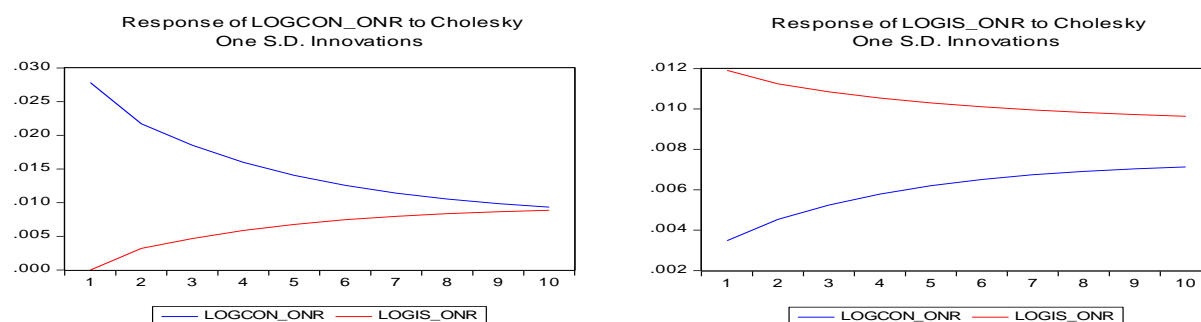 Response of LOGCON_ONR to Cholesky
One S.D. Innovations
.030
.025
.020
.015
.010
.005
.000
1 2 3 4 5 6 7 8 9 10
LOGCON_ONR LOGIS_ONR
Response of LOGIS_ONR to Cholesky
One S.D. Innovations
.012
.010
.008
.006
.004
.002
1 2 3 4 5 6 7 8 9 10
LOGCON_ONR LOGIS_ONR